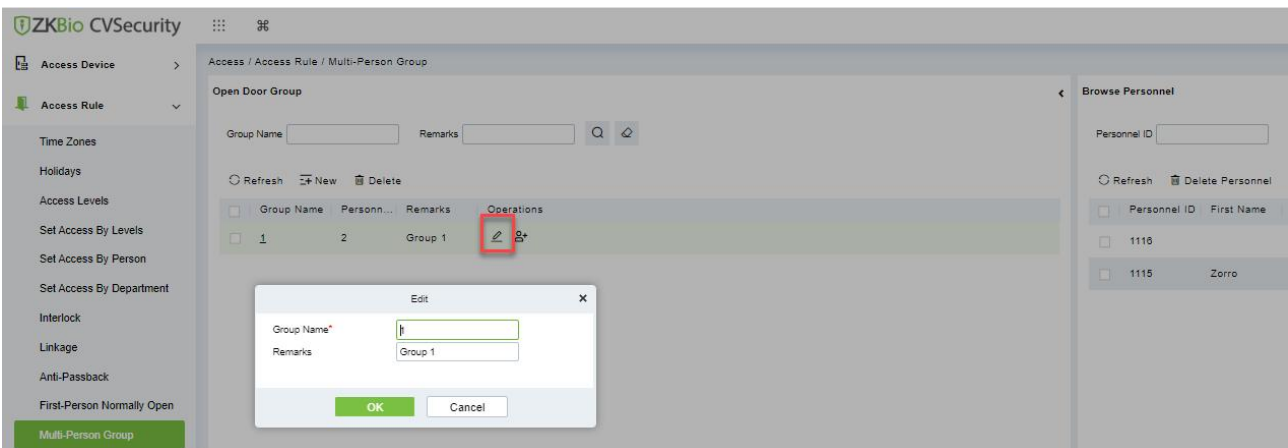 ZKBio CVSecurity
Access Device
Access Rule
Time Zones
Holidays
Access Levels
Set Access By Levels
Set Access By Person
Set Access By Department
Interlock
Linkage
Anti-Passback
First-Person Normally Open
Multi-Person Group
Access / Access Rule / Multi-Person Group
Open Door Group
Group Name Remarks
Refresh New Delete
Group Name Personn... Remarks Operations
1 2 Group 1
Edit
Group Name* 1
Remarks Group 1
OK Cancel
Browse Personnel
Personnel ID
Refresh Delete Personnel
Personnel ID First Name
1116
1115 Zorro